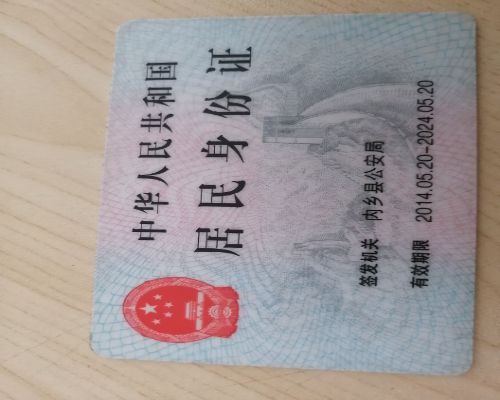 中华人民共和国
居民身份证
签发机关 内乡县公安局
有效期限 2014.05.20-2024.05.20